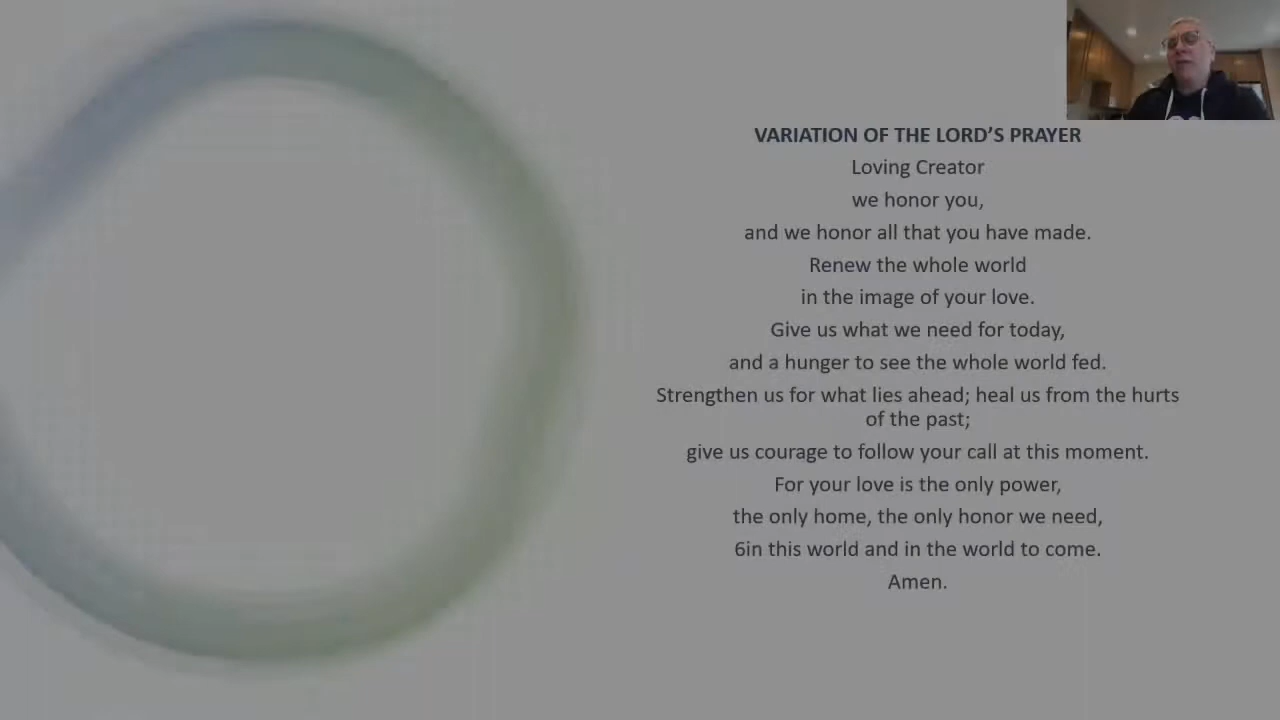 VARIATION OF THE LORD’S PRAYER
Loving Creator
we honor you,
and we honor all that you have made.
Renew the whole world
in the image of your love.
Give us what we need for today,
and a hunger to see the whole world fed.
Strengthen us for what lies ahead; heal us from the hurts
of the past;
give us courage to follow your call at this moment.
For your love is the only power,
the only home, the only honor we need,
6in this world and in the world to come.
Amen.